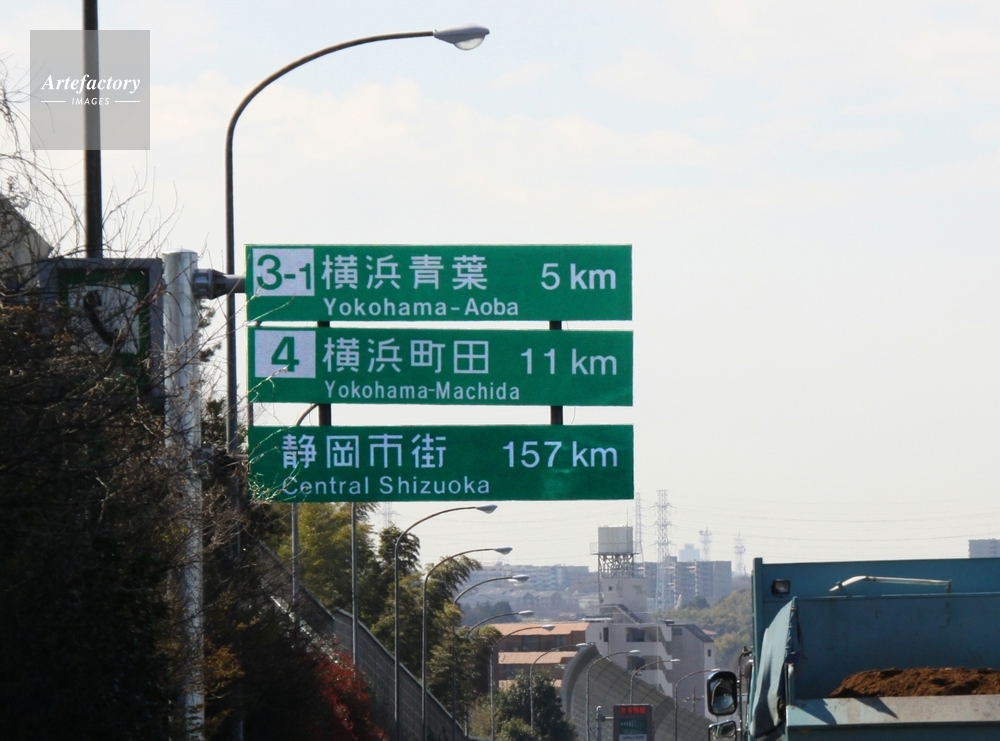 Artefactory
IMAGES
3-1 横浜青葉 5 km
Yokohama-Aoba
4 横浜町田 11 km
Yokohama-Machida
静岡市街 157 km
Central Shizuoka